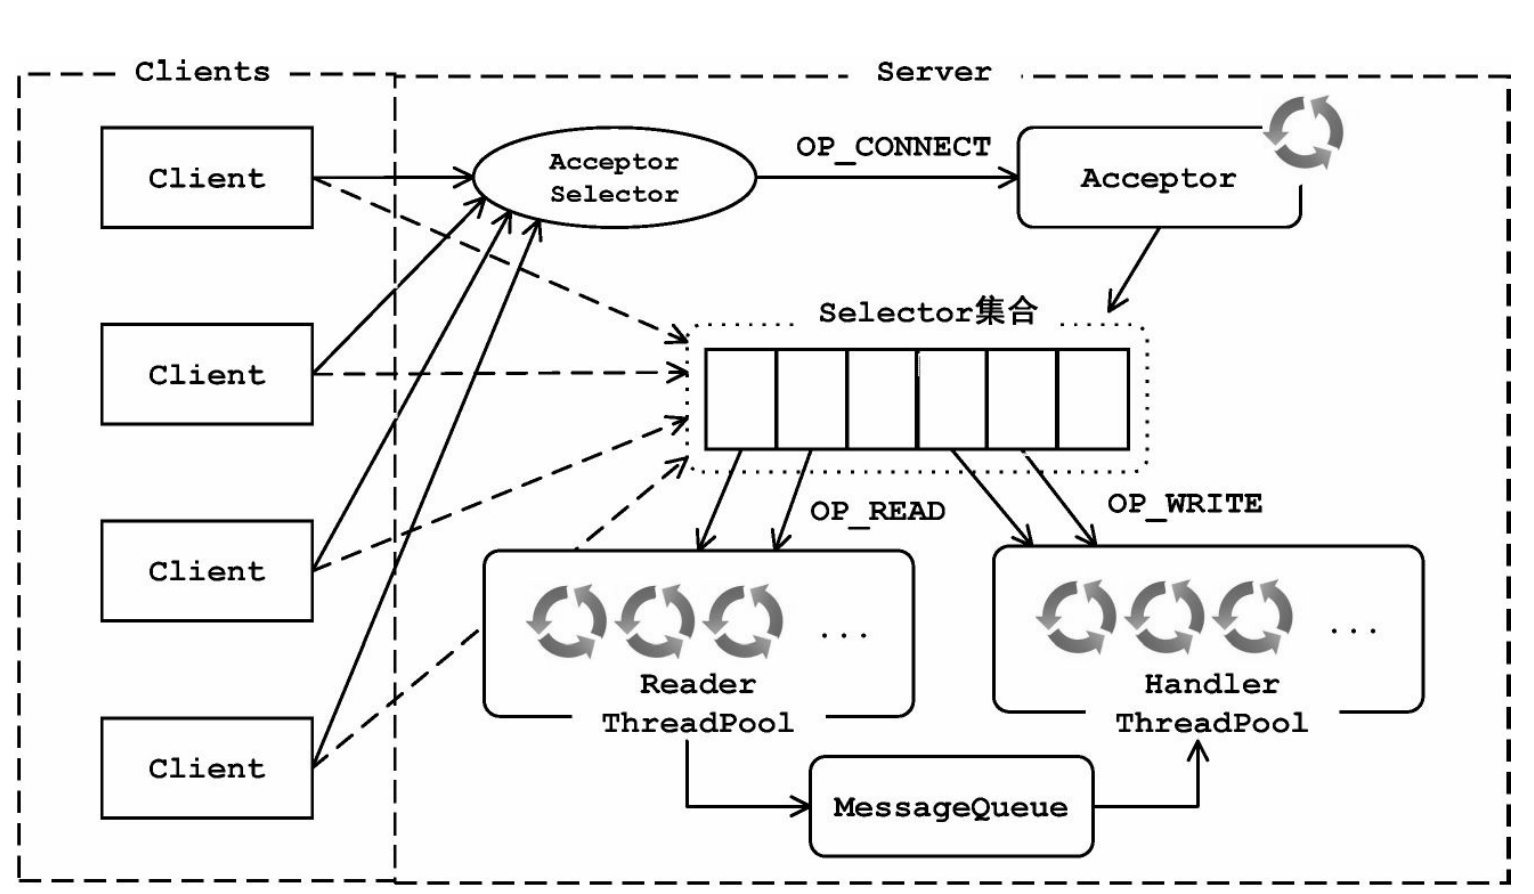 Clients
Server
Client
Acceptor
Selector
OP_CONNECT
Acceptor
Selector集合
Client
OP_READ
OP_WRITE
Client
...
...
Reader
ThreadPool
Handler
ThreadPool
Client
MessageQueue